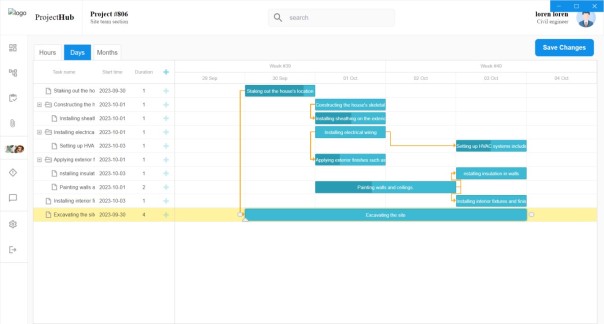 logo
ProjectHub
Project #806
Site team section
search
loren loren
Civil engineer
Hours
Days
Months
Save Changes
Task name
Start time
Duration
Week #39
Week #40
29 Sep
30 Sep
01 Oct
02 Oct
03 Oct
04 Oct
Staking out the ho
2023-09-30
1
Staking out the house's location
Constructing the h
2023-10-01
1
Constructing the house's skeletal
Installing sheath
2023-10-01
1
Installing sheathing on the exterio
Installing electrical
2023-10-01
1
Installing electrical wiring
Setting up HVA
2023-10-03
1
Setting up HVAC systems includi
Applying exterior f
2023-10-01
1
Applying exterior finishes such as
Installing insulat
2023-10-03
1
Installing insulation in walls
Painting walls a
2023-10-01
2
Painting walls and ceilings
Installing interior fi
2023-10-03
1
Installing interior fixtures and finis
Excavating the site
2023-09-30
4
Excavating the site